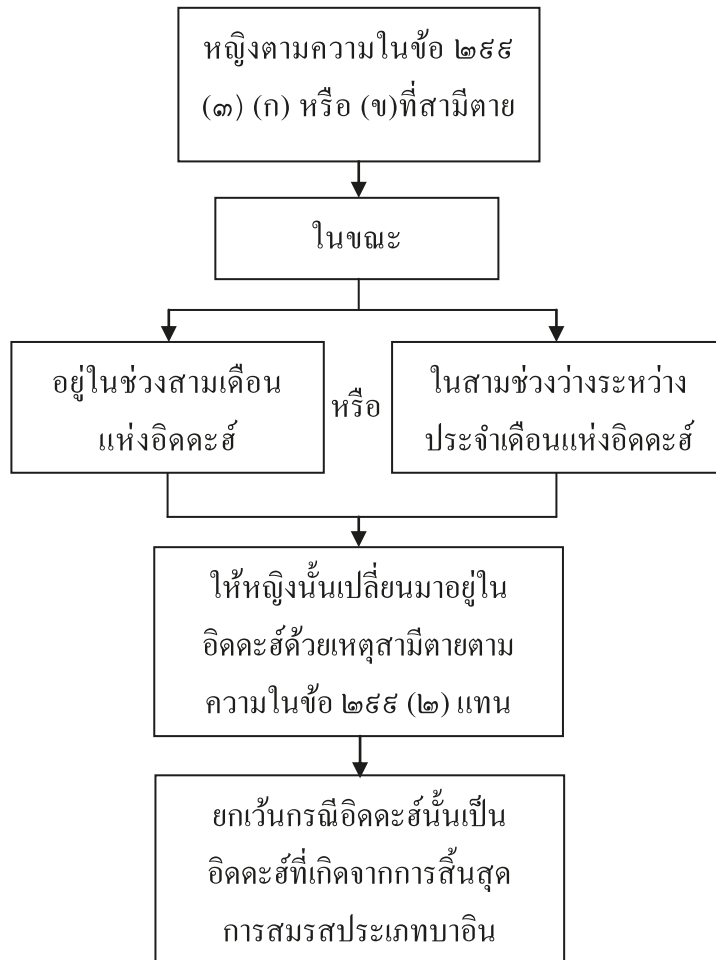 หญิงตามความในข้อ ๒๙๙
(๓) (ก) หรือ (ข)ที่สามีตาย
ในขณะ
อยู่ในช่วงสามเดือน
แห่งอิดดะฮ์
หรือ
ในสามช่วงว่างระหว่าง
ประจำเดือนแห่งอิดดะฮ์
ให้หญิงนั้นเปลี่ยนมาอยู่ใน
อิดดะฮ์ด้วยเหตุสามีตายตาม
ความในข้อ ๒๙๙ (๒) แทน
ยกเว้นกรณีอิดดะฮ์นั้นเป็น
อิดดะฮ์ที่เกิดจากการสิ้นสุด
การสมรสประเภทบาอิน